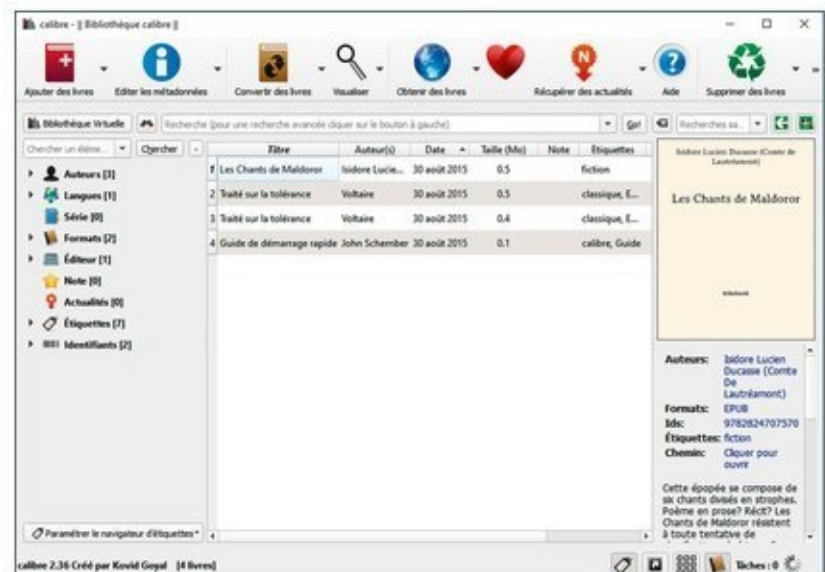 calibre - || Bibliothèque calibre ||
Ajouter des livres Editer les métadonnées Convertir des livres Visualiser Obtenir des livres Récupérer des actualités Aide Supprimer des livres
Bibliothèque Virtuelle Recherche (pour une recherche avancée cliquer sur le bouton à gauche) Go! Recherches sa...
Chercher un éléme... Chercher
Titre Auteur(s) Date Taille (Mo) Note Étiquettes
1 Les Chants de Maldoror Isidore Lucie... 30 août 2015 0.5 fiction
2 Traité sur la tolérance Voltaire 30 août 2015 0.5 classique, E...
3 Traité sur la tolérance Voltaire 30 août 2015 0.4 classique, E...
4 Guide de démarrage rapide John Schember 30 août 2015 0.1 calibre, Guide
Auteurs [3]
Langues [1]
Série [0]
Formats [2]
Éditeur [1]
Note [0]
Actualités [0]
Étiquettes [7]
Identifiants [2]
Isidore Lucien Ducasse (Comte de
Lautréamont)
Les Chants de Maldoror
Auteurs: Isidore Lucien
Ducasse (Comte
De
Lautréamont)
Formats: EPUB
Ids: 9782824707570
Étiquettes: fiction
Chemin: Cliquer pour
ouvrir
Cette épopée se compose de
six chants divisés en strophes.
Poème en prose? Récit? Les
Chants de Maldoror résistent
à toute tentative de
Paramétrer le navigateur d'étiquettes
calibre 2.36 Créé par Kovid Goyal [4 livres]
Tâches : 0